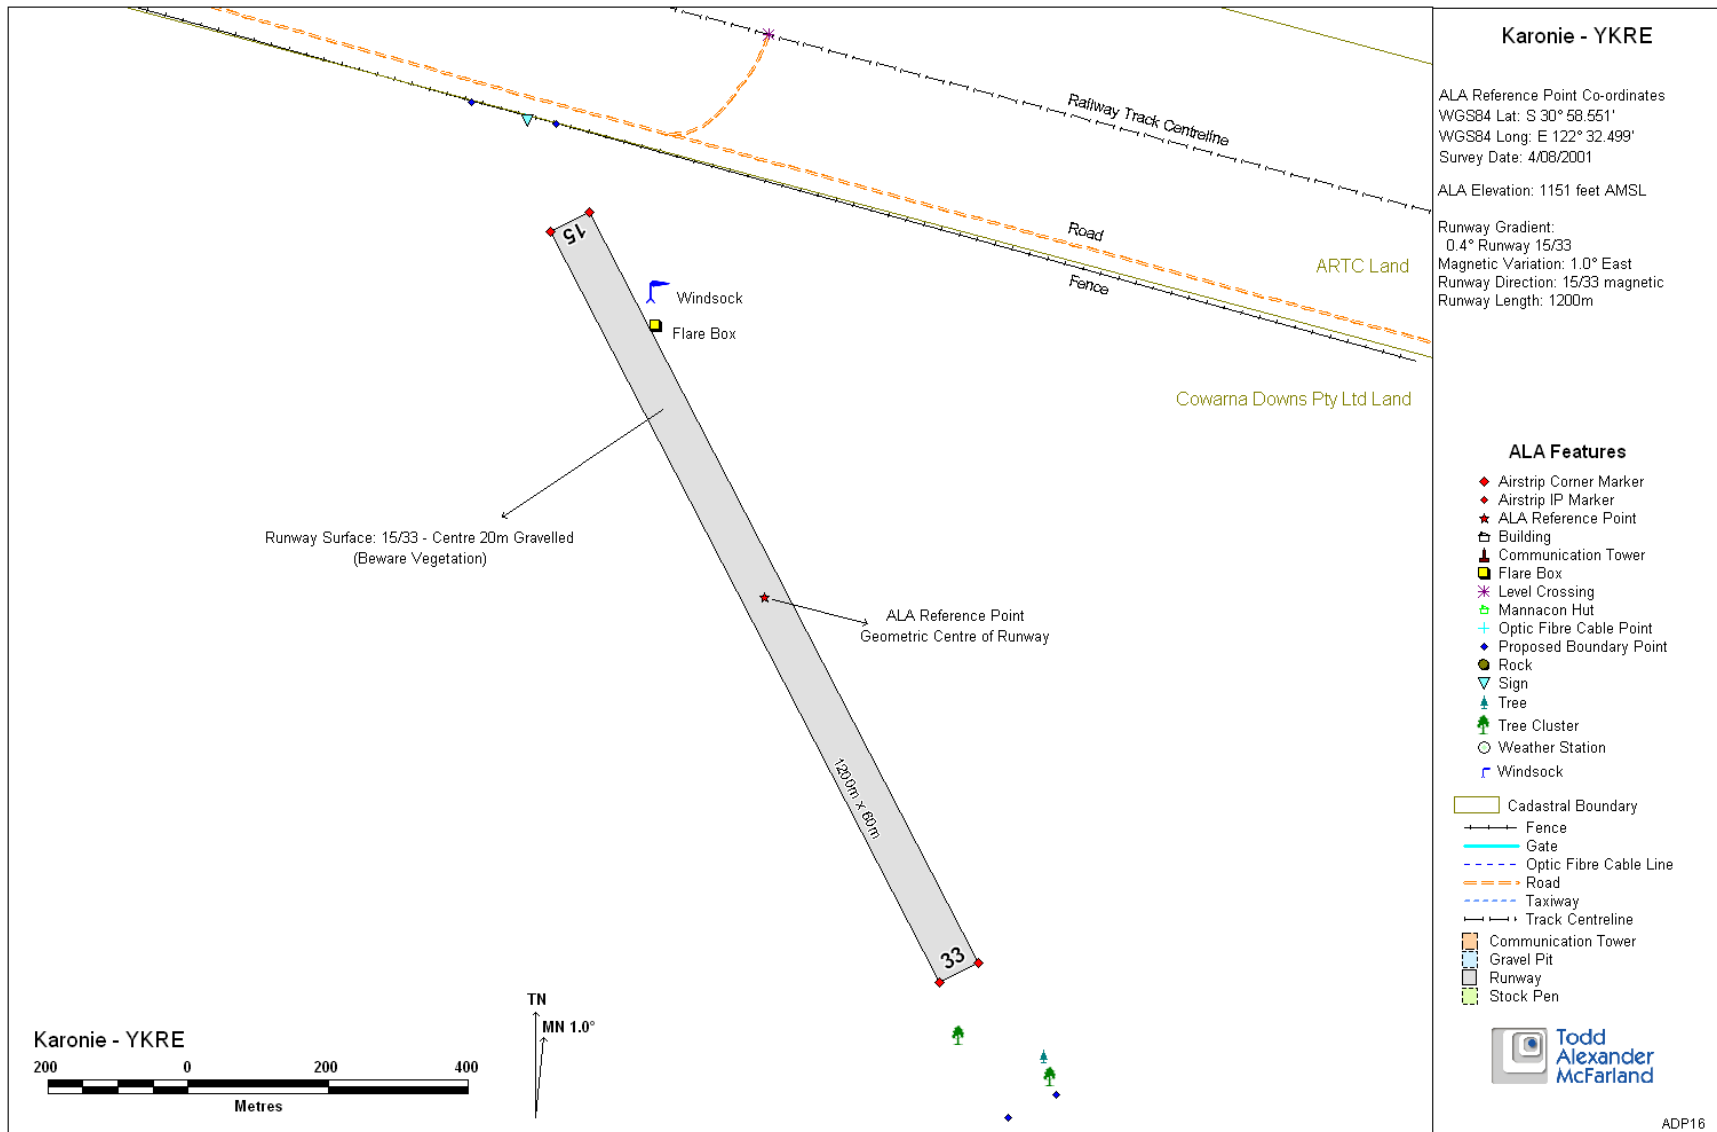 Karonie - YKRE
ALA Reference Point Co-ordinates
WGS84 Lat: S 30° 58.551'
WGS84 Long: E 122° 32.499'
Survey Date: 4/08/2001
ALA Elevation: 1151 feet AMSL
Runway Gradient:
0.4° Runway 15/33
Magnetic Variation: 1.0° East
Runway Direction: 15/33 magnetic
Runway Length: 1200m
Railway Track Centreline
Road
Fence
ARTC Land
Cowarna Downs Pty Ltd Land
15
Windsock
Flare Box
Runway Surface: 15/33 - Centre 20m Gravelled
(Beware Vegetation)
ALA Reference Point
Geometric Centre of Runway
1200m x 60m
33
ALA Features
Airstrip Corner Marker
Airstrip IP Marker
ALA Reference Point
Building
Communication Tower
Flare Box
Level Crossing
Mannacon Hut
Optic Fibre Cable Point
Proposed Boundary Point
Rock
Sign
Tree
Tree Cluster
Weather Station
Windsock
Cadastral Boundary
Fence
Gate
Optic Fibre Cable Line
Road
Taxiway
Track Centreline
Communication Tower
Gravel Pit
Runway
Stock Pen
TN
MN 1.0°
Karonie - YKRE
200 0 200 400
Metres
Todd
Alexander
McFarland
ADP16